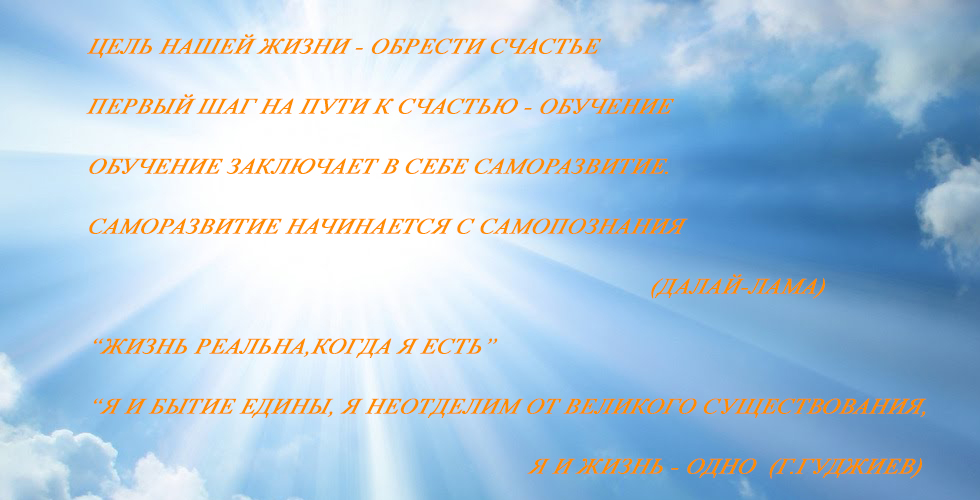 ЦЕЛЬ НАШЕЙ ЖИЗНИ - ОБРЕСТИ СЧАСТЬЕ
ПЕРВЫЙ ШАГ НА ПУТИ К СЧАСТЬЮ - ОБУЧЕНИЕ
ОБУЧЕНИЕ ЗАКЛЮЧАЕТ В СЕБЕ САМОРАЗВИТИЕ.
САМОРАЗВИТИЕ НАЧИНАЕТСЯ С САМОПОЗНАНИЯ
(ДАЛАЙ-ЛАМА)
“ЖИЗНЬ РЕАЛЬНА,КОГДА Я ЕСТЬ”
“Я И БЫТИЕ ЕДИНЫ, Я НЕОТДЕЛИМ ОТ ВЕЛИКОГО СУЩЕСТВОВАНИЯ,
Я И ЖИЗНЬ - ОДНО (Г.ГУДЖИЕВ)